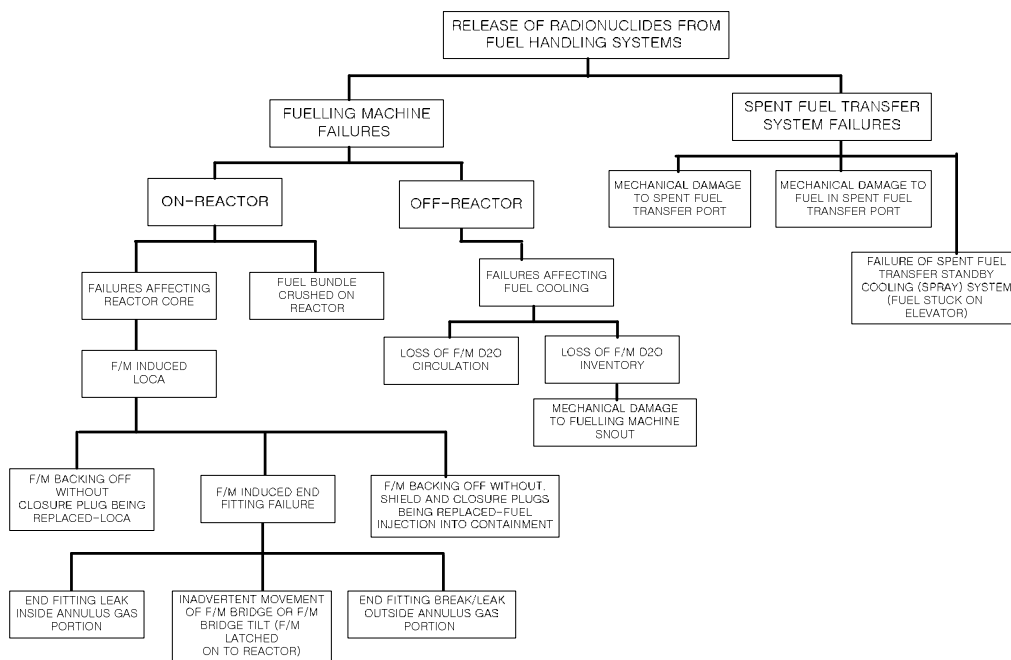 RELEASE OF RADIONUCLIDES FROM
FUEL HANDLING SYSTEMS
FUELLING MACHINE
FAILURES
SPENT FUEL TRANSFER
SYSTEM FAILURES
ON-REACTOR
OFF-REACTOR
MECHANICAL DAMAGE
TO SPENT FUEL
TRANSFER PORT
MECHANICAL DAMAGE TO
FUEL IN SPENT FUEL
TRANSFER PORT
FAILURES AFFECTING
REACTOR CORE
FUEL BUNDLE
CRUSHED ON
REACTOR
FAILURES AFFECTING
FUEL COOLING
FAILURE OF SPENT FUEL
TRANSFER STANDBY
COOLING (SPRAY) SYSTEM
(FUEL STUCK ON
ELEVATOR)
F/M INDUCED
LOCA
LOSS OF F/M D2O
CIRCULATION
LOSS OF F/M D2O
INVENTORY
MECHANICAL DAMAGE
TO FUELLING MACHINE
SNOUT
F/M BACKING OFF
WITHOUT
CLOSURE PLUG BEING
REPLACED-LOCA
F/M INDUCED END
FITTING FAILURE
F/M BACKING OFF WITHOUT.
SHIELD AND CLOSURE PLUGS
BEING REPLACED-FUEL
INJECTION INTO CONTAINMENT
END FITTING LEAK
INSIDE ANNULUS GAS
PORTION
INADVERTENT MOVEMENT
OF F/M BRIDGE OR F/M
BRIDGE TILT (F/M
LATCHED
ON TO REACTOR)
END FITTING BREAK/LEAK
OUTSIDE ANNULUS GAS
PORTION